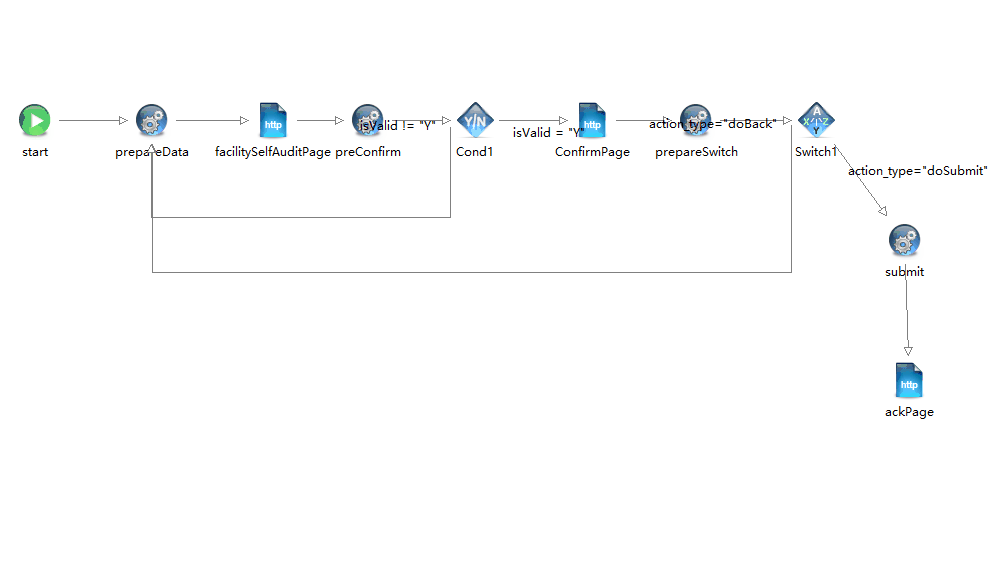 http
isValid != "Y"
Y/N
isValid = "Y"
http
action_type="doBack"
A
X I Z
Y
start
prepareData
facilitySelfAuditPage
preConfirm
Cond1
ConfirmPage
prepareSwitch
Switch1
action_type="doSubmit"
submit
http
ackPage